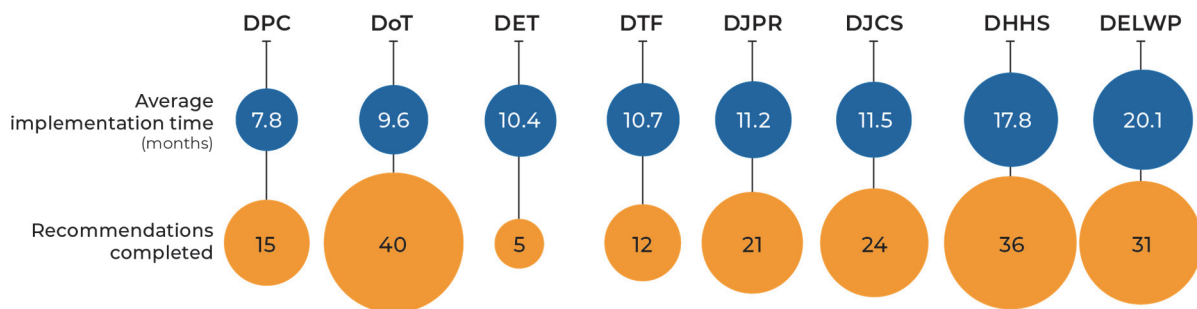 DPC DoT DET DTF DJPR DJCS DHHS DELWP
Average
implementation time
(months)
7.8 9.6 10.4 10.7 11.2 11.5 17.8 20.1
Recommendations
completed
15 40 5 12 21 24 36 31